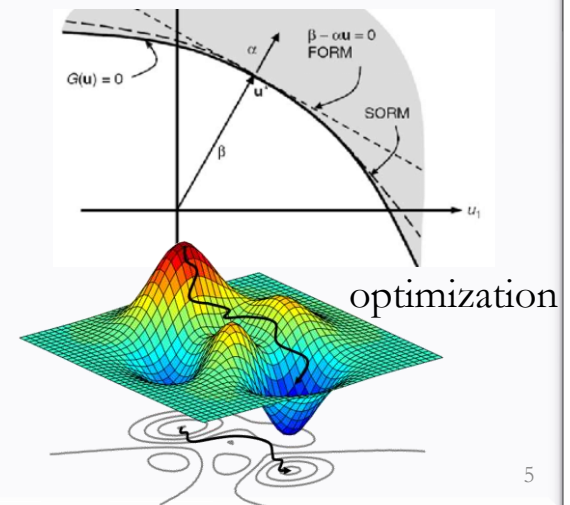 α
β – αu = 0
FORM
G(u) = 0
u*
SORM
β
u₁
optimization
5